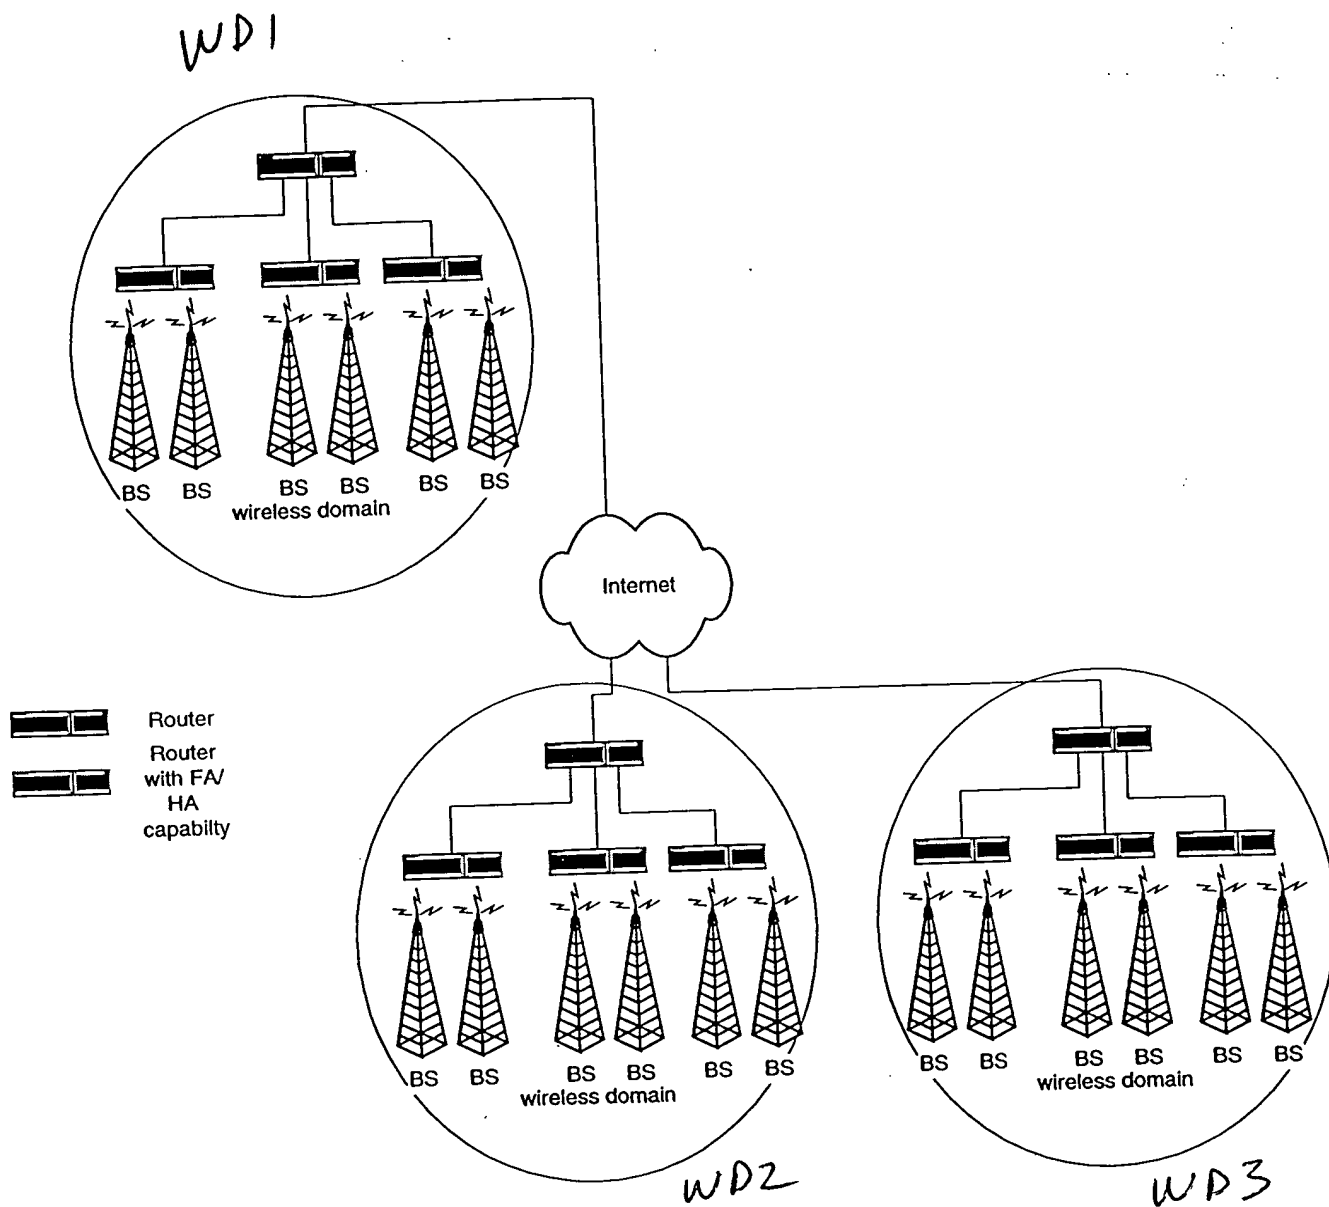 WD1
BS BS BS BS BS BS
wireless domain
Internet
Router
Router
with FA/
HA
capabilty
BS BS BS BS BS BS
wireless domain
BS BS BS BS BS BS
wireless domain
WD2
WD3